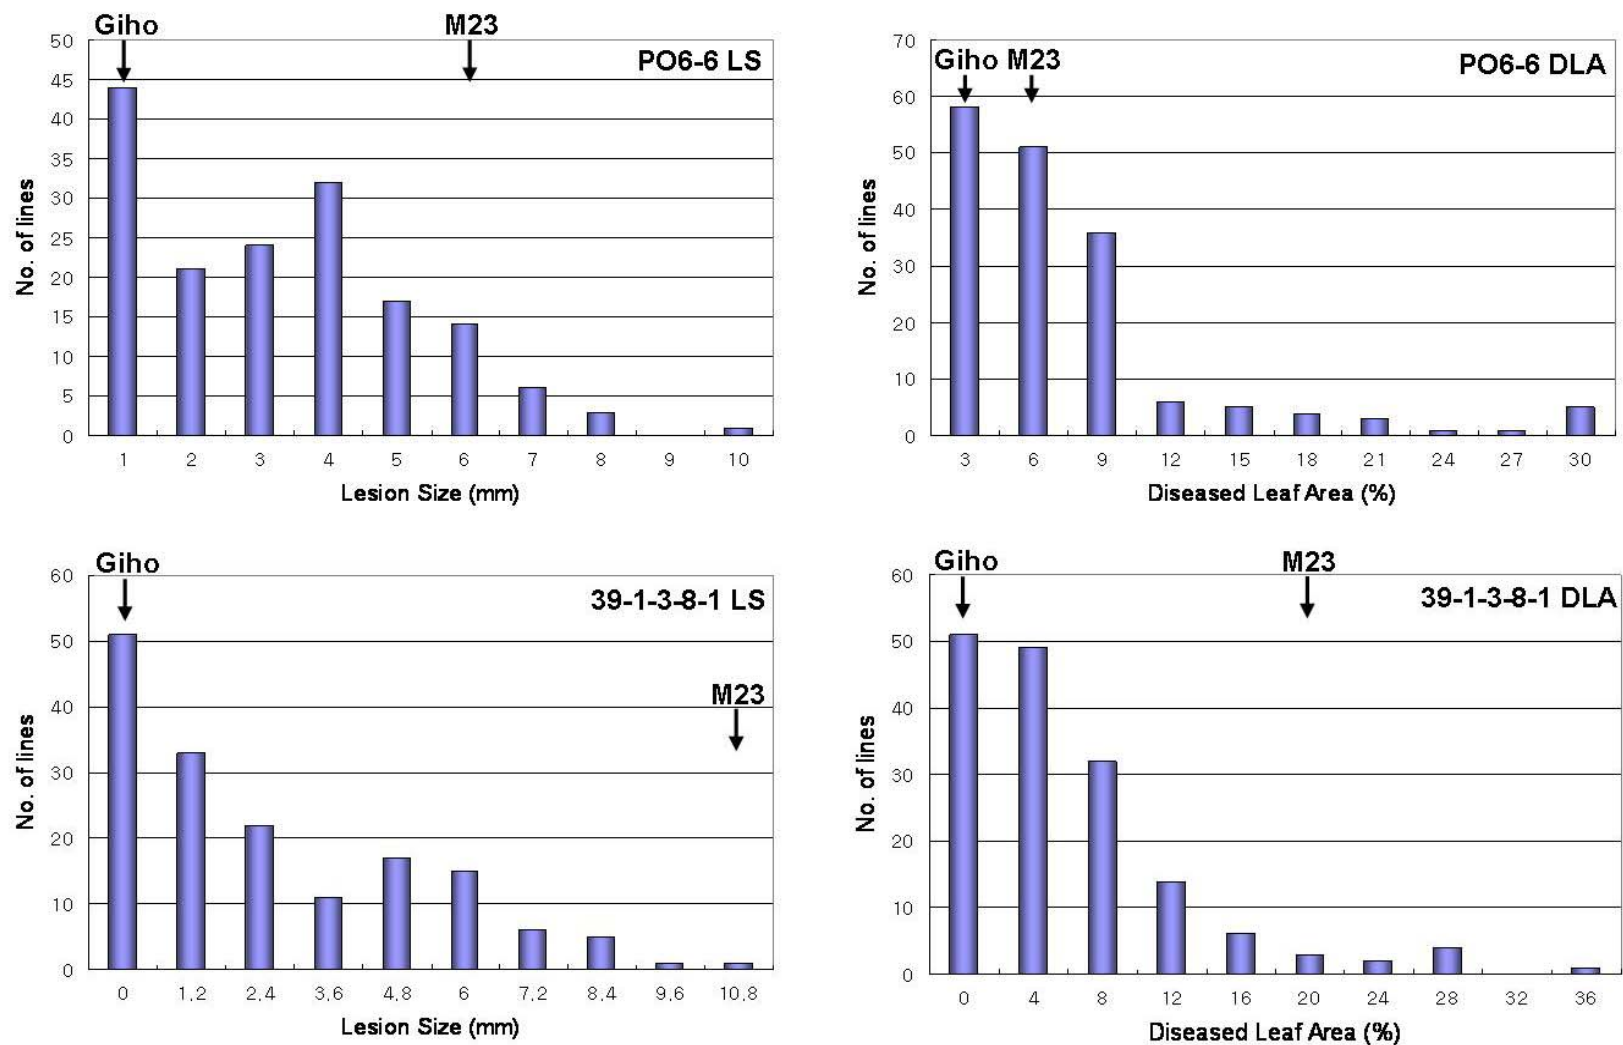 Giho M23
PO6-6 LS
50
45
40
35
30
25
20
15
10
5
0
No. of lines
1 2 3 4 5 6 7 8 9 10
Lesion Size (mm)
Giho M23
PO6-6 DLA
70
60
50
40
30
20
10
0
No. of lines
3 6 9 12 15 18 21 24 27 30
Diseased Leaf Area (%)
Giho
39-1-3-8-1 LS
M23
60
50
40
30
20
10
0
No. of lines
0 1,2 2,4 3,6 4,8 6 7,2 8,4 9,6 10,8
Lesion Size (mm)
Giho M23
39-1-3-8-1 DLA
60
50
40
30
20
10
0
No. of lines
0 4 8 12 16 20 24 28 32 36
Diseased Leaf Area (%)